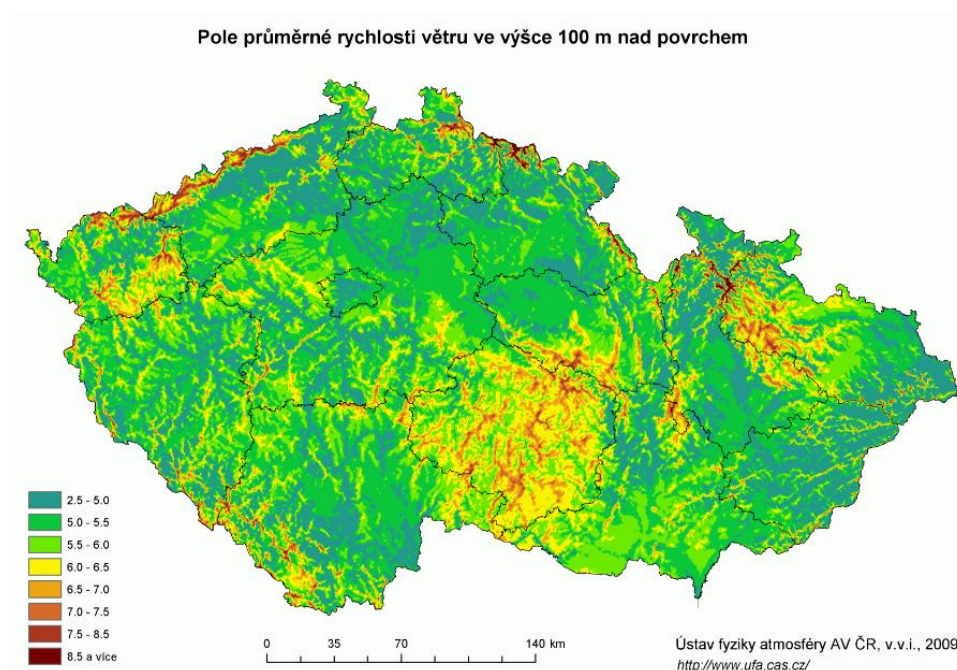 Pole průměrné rychlosti větru ve výšce 100 m nad povrchem
2.5 - 5.0
5.0 - 5.5
5.5 - 6.0
6.0 - 6.5
6.5 - 7.0
7.0 - 7.5
7.5 - 8.5
8.5 a více
0 35 70 140 km
Ústav fyziky atmosféry AV ČR, v.v.i., 2009
http://www.ufa.cas.cz/